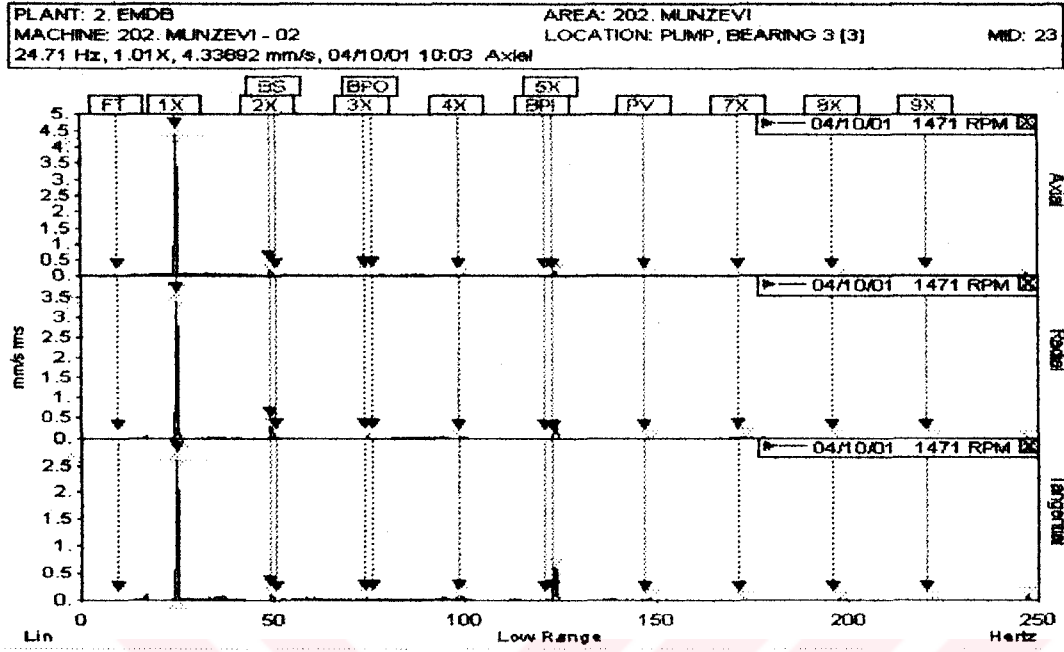 PLANT: 2. EMDB AREA: 202. MUNZEVI
MACHINE: 202. MUNZEVI - 02 LOCATION: PUMP, BEARING 3 [3] MID: 23
24.71 Hz, 1.01X, 4.33692 mm/s, 04/10/01 10:03 Axial
BS BPO 5X
FT 1X 2X 3X 4X BPI PV 7X 8X 9X
04/10/01 1471 RPM
5.
4.5
4.
3.5
3.
2.5
2.
1.5
1.
0.5
0.
Axial
04/10/01 1471 RPM
3.5
3.
2.5
2.
1.5
1.
0.5
0.
Radial
mm/s rms
04/10/01 1471 RPM
2.5
2.
1.5
1.
0.5
0.
Tangential
0 50 100 150 200 250
Lin Low Range Hertz